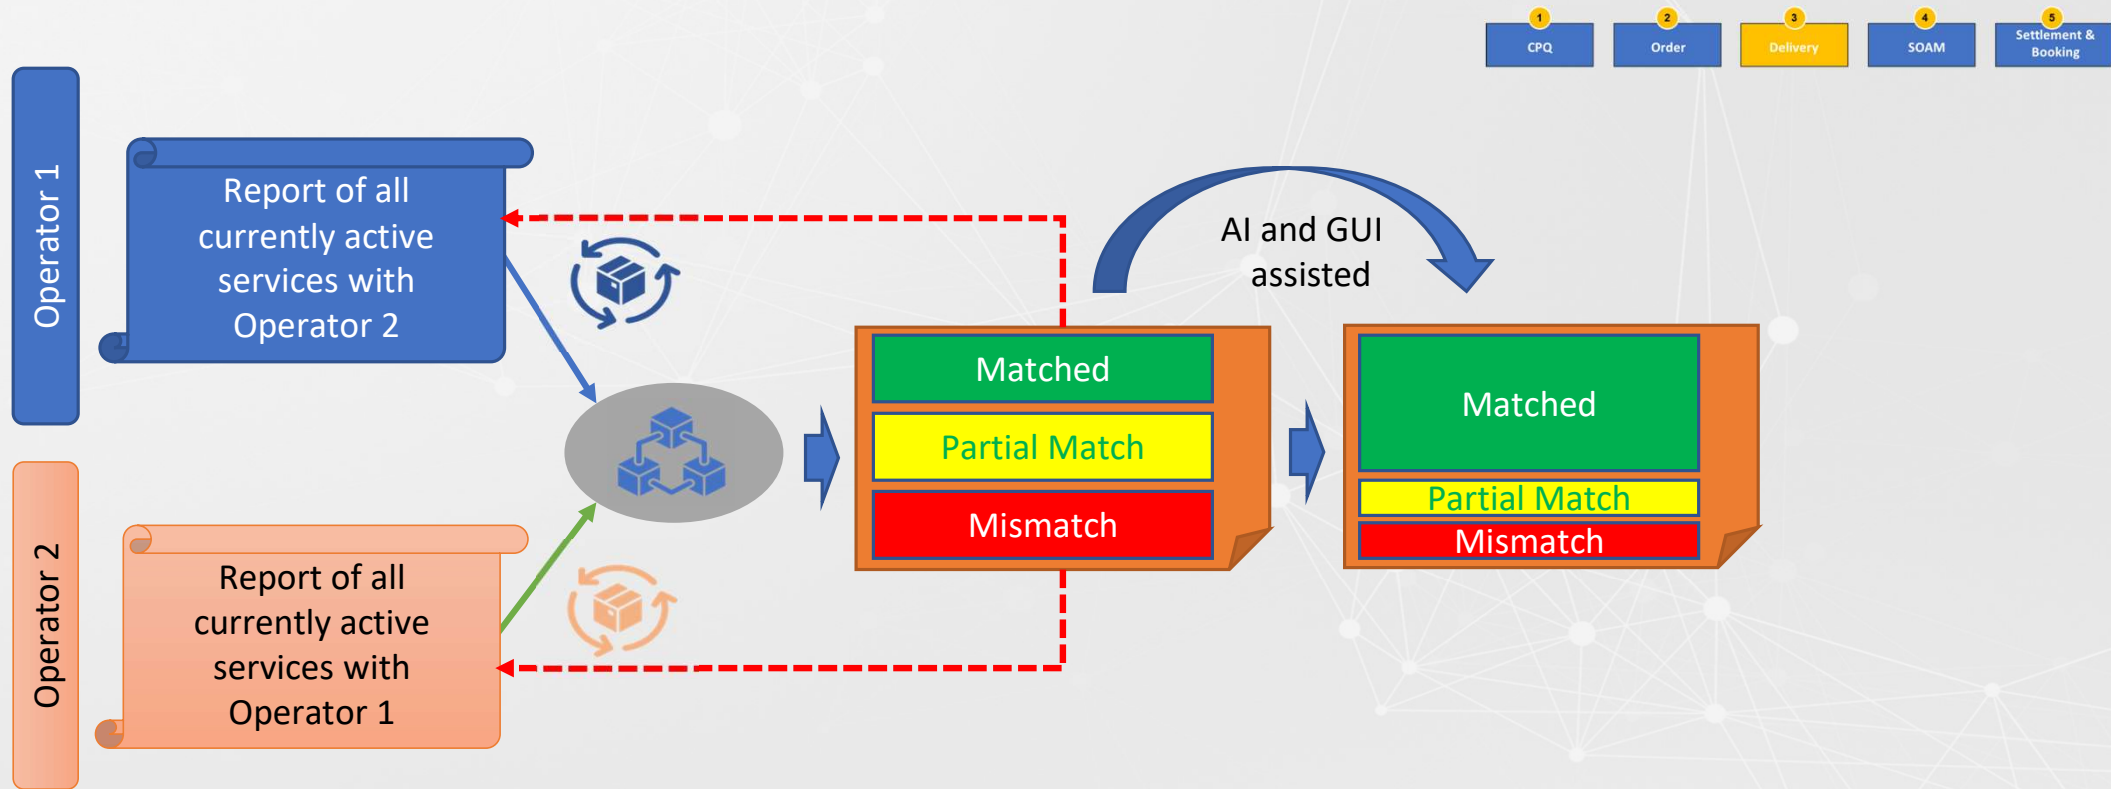 1
2
3
4
5
CPQ
Order
Delivery
SOAM
Settlement &
Booking
Operator 1
Report of all
currently active
services with
Operator 2
AI and GUI
assisted
Matched
Partial Match
Mismatch
Matched
Partial Match
Mismatch
Operator 2
Report of all
currently active
services with
Operator 1